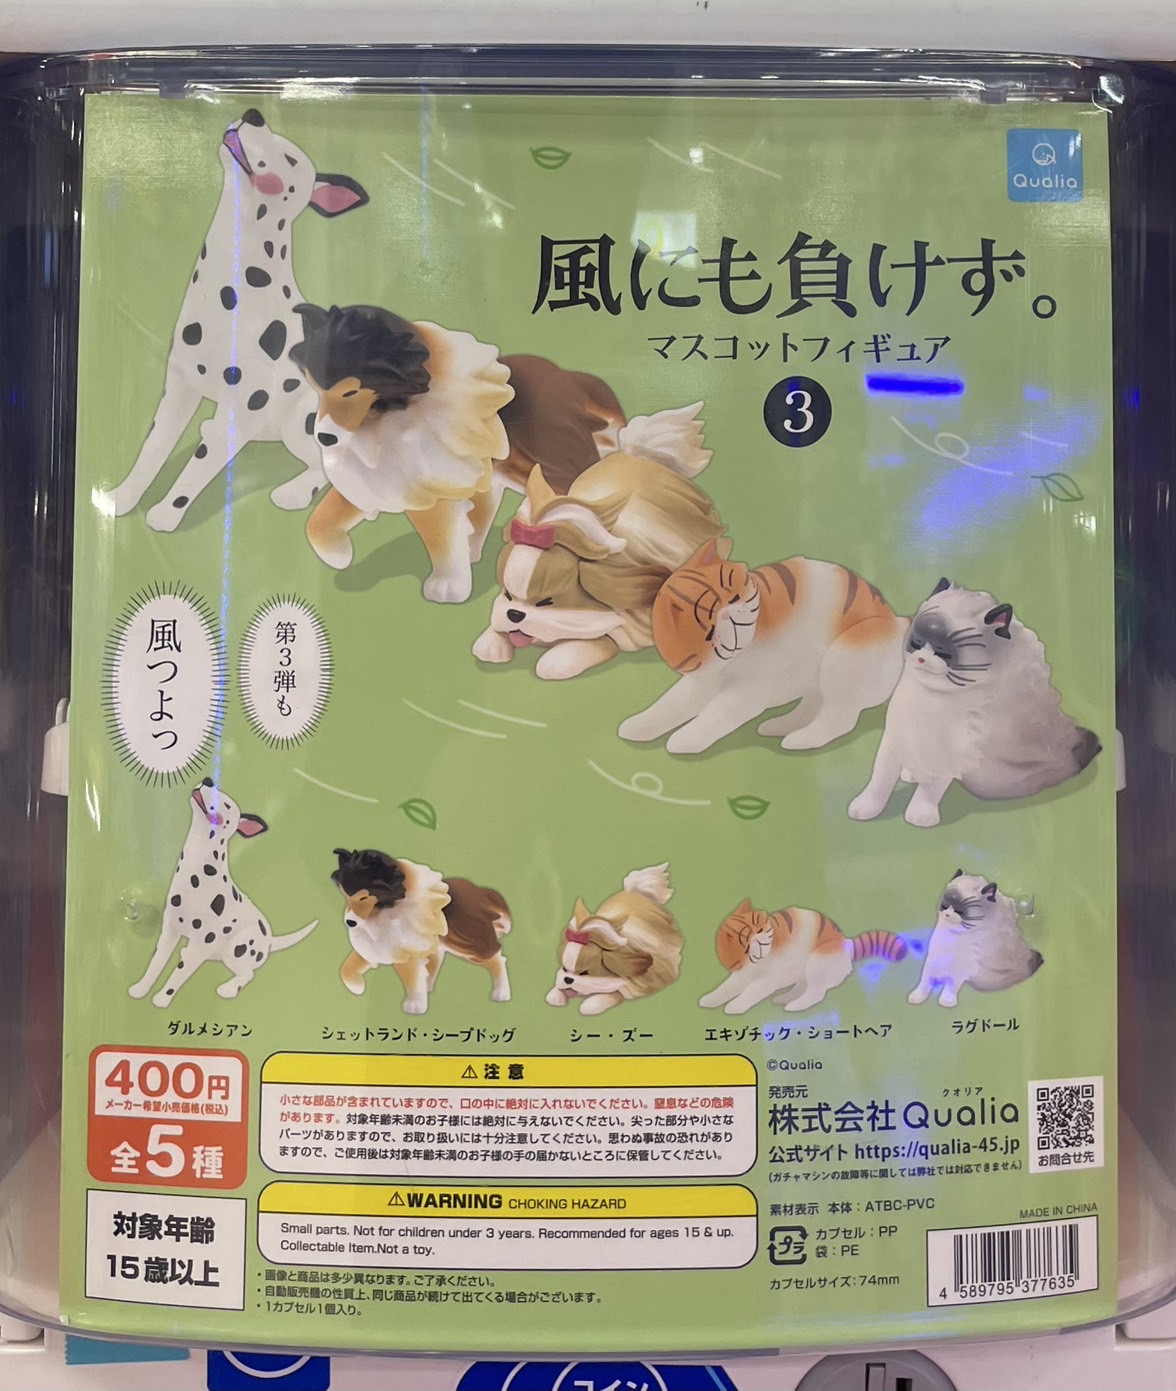 Qualia
風にも負けず。
マスコットフィギュア
3
第3弾も
風つよっ
ダルメシアン
シェットランド・シープドッグ
シー・ズー
エキゾチック・ショートヘア
ラグドール
400円
メーカー希望小売価格(税込)
全5種
対象年齢
15歳以上
⚠注意
小さな部品が含まれていますので、口の中に絶対に入れないでください。窒息などの危険
があります。対象年齢未満のお子様には絶対に与えないでください。尖った部分や小さな
パーツがありますので、お取り扱いには十分注意してください。思わぬ事故の恐れがあり
ますので、ご使用後は対象年齢未満のお子様の手の届かないところに保管してください。
⚠WARNING CHOKING HAZARD
Small parts. Not for children under 3 years. Recommended for ages 15 & up.
Collectable Item.Not a toy.
・画像と商品は多少異なります。ご了承ください。
・自動販売機の性質上、同じ商品が続けて出てくる場合がございます。
・1カプセル1個入り。
©Qualia
発売元
クオリア
株式会社Qualia
公式サイト https://qualia-45.jp
(ガチャマシンの故障等に関しては弊社では対応できません)
お問合せ先
素材表示 本体：ATBC-PVC
プラ
カプセル：PP
袋：PE
カプセルサイズ：74mm
MADE IN CHINA
4 589795 377635
コイン